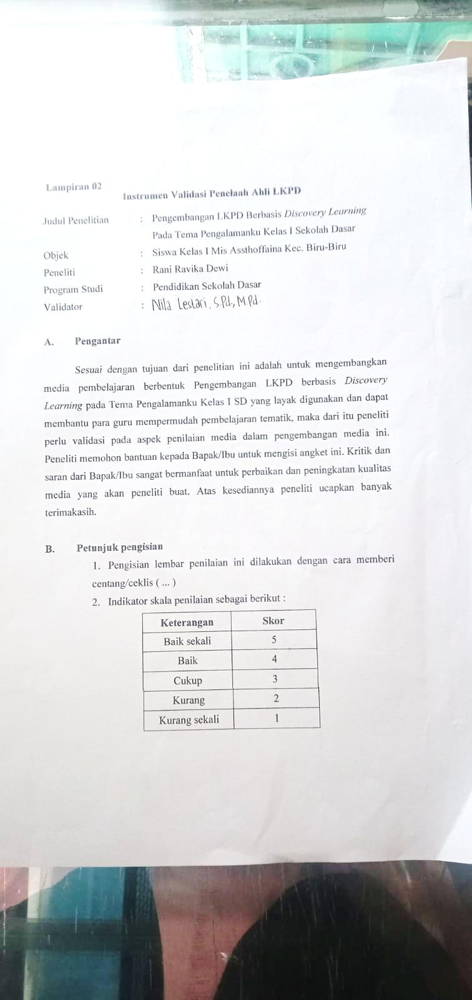 Lampiran 02
Instrumen Validasi Penelaah Ahli LKPD
Judul Penelitian : Pengembangan LKPD Berbasis Discovery Learning
Pada Tema Pengalamanku Kelas I Sekolah Dasar
Objek : Siswa Kelas I Mis Assthoffaina Kec. Biru-Biru
Peneliti : Rani Ravika Dewi
Program Studi : Pendidikan Sekolah Dasar
Validator : Nila Lestari, S.Pd., M.Pd.
A. Pengantar
Sesuai dengan tujuan dari penelitian ini adalah untuk mengembangkan
media pembelajaran berbentuk Pengembangan LKPD berbasis Discovery
Learning pada Tema Pengalamanku Kelas I SD yang layak digunakan dan dapat
membantu para guru mempermudah pembelajaran tematik, maka dari itu peneliti
perlu validasi pada aspek penilaian media dalam pengembangan media ini.
Peneliti memohon bantuan kepada Bapak/Ibu untuk mengisi angket ini. Kritik dan
saran dari Bapak/Ibu sangat bermanfaat untuk perbaikan dan peningkatan kualitas
media yang akan peneliti buat. Atas kesediannya peneliti ucapkan banyak
terimakasih.
B. Petunjuk pengisian
1. Pengisian lembar penilaian ini dilakukan dengan cara memberi
centang/ceklis ( ... )
2. Indikator skala penilaian sebagai berikut :
Keterangan Skor
Baik sekali 5
Baik 4
Cukup 3
Kurang 2
Kurang sekali 1